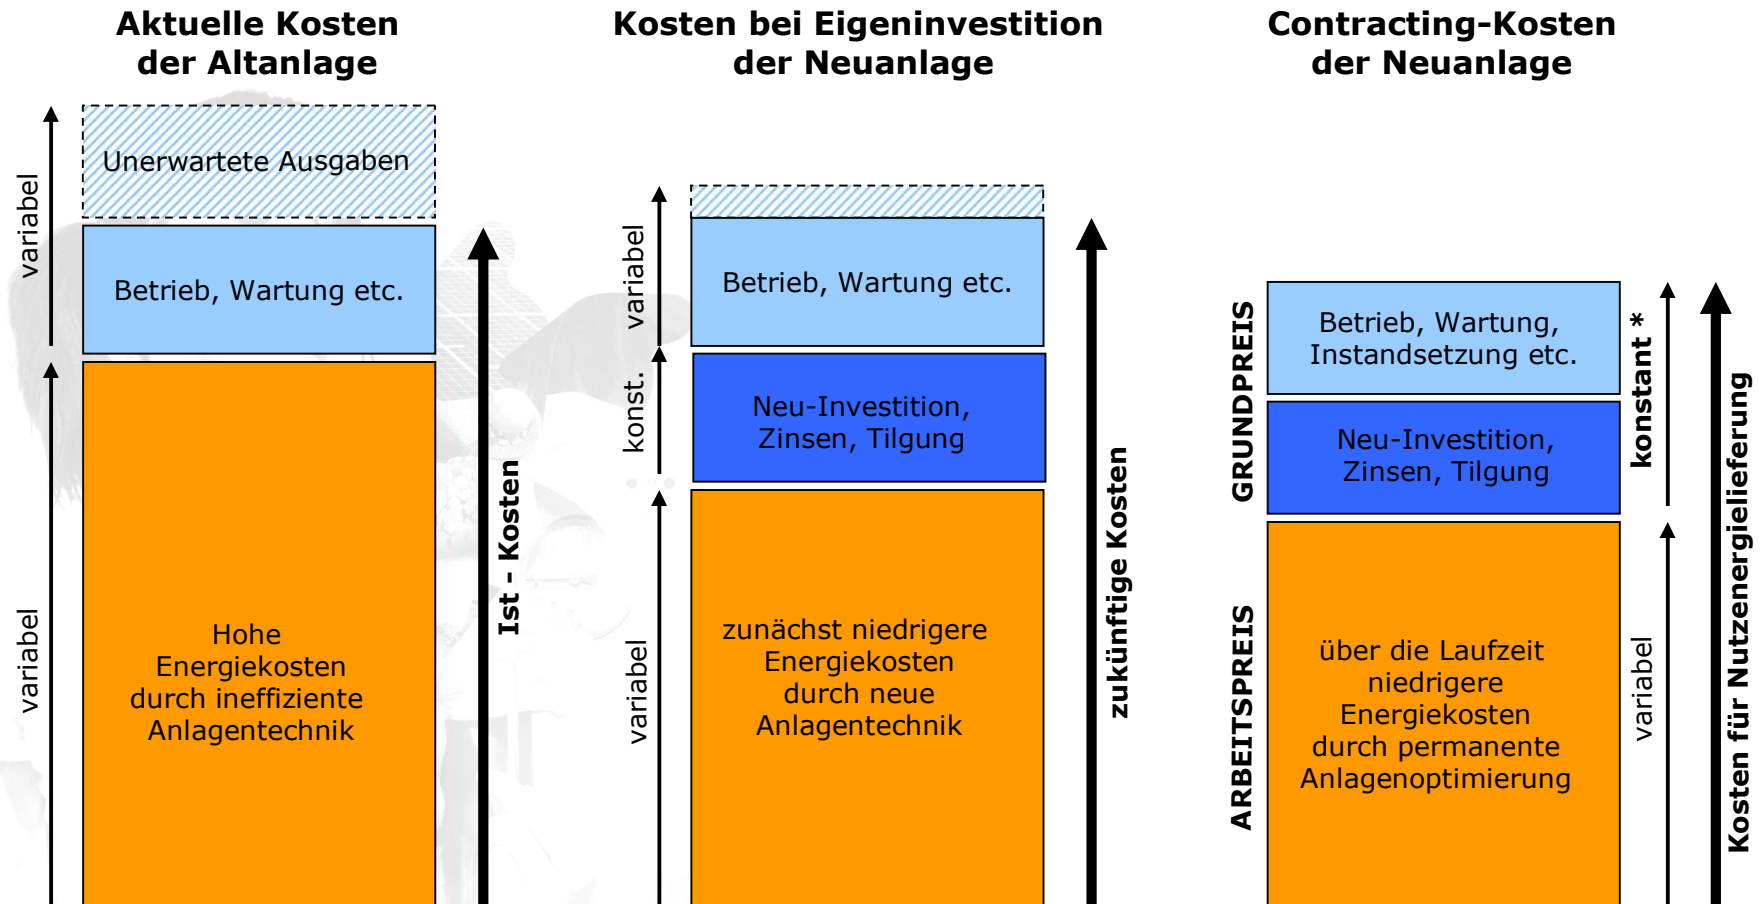 Aktuelle Kosten
der Altanlage
Kosten bei Eigeninvestition
der Neuanlage
Contracting-Kosten
der Neuanlage
variabel
Unerwartete Ausgaben
Betrieb, Wartung etc.
variabel
Hohe
Energiekosten
durch ineffiziente
Anlagentechnik
Ist - Kosten
variabel
Betrieb, Wartung etc.
konst.
Neu-Investition,
Zinsen, Tilgung
variabel
zunächst niedrigere
Energiekosten
durch neue
Anlagentechnik
zukünftige Kosten
GRUNDPREIS
Betrieb, Wartung,
Instandsetzung etc.
Neu-Investition,
Zinsen, Tilgung
konstant *
ARBEITSPREIS
über die Laufzeit
niedrigere
Energiekosten
durch permanente
Anlagenoptimierung
variabel
Kosten für Nutzenergielieferung